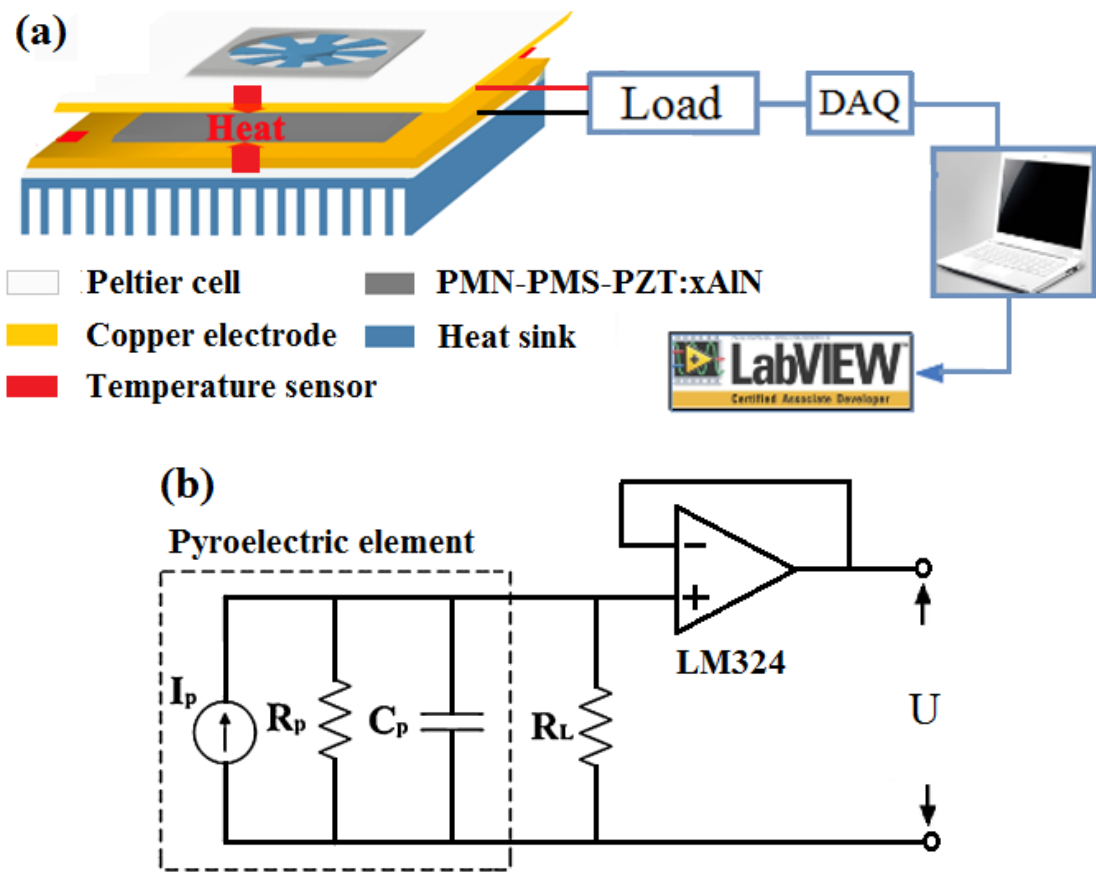 (a)
Heat
Load
DAQ
Peltier cell
PMN-PMS-PZT:xAlN
Copper electrode
Heat sink
Temperature sensor
LabVIEW™
Certified Associate Developer
(b)
Pyroelectric element
−
+
LM324
Ip
Rp
Cp
RL
U